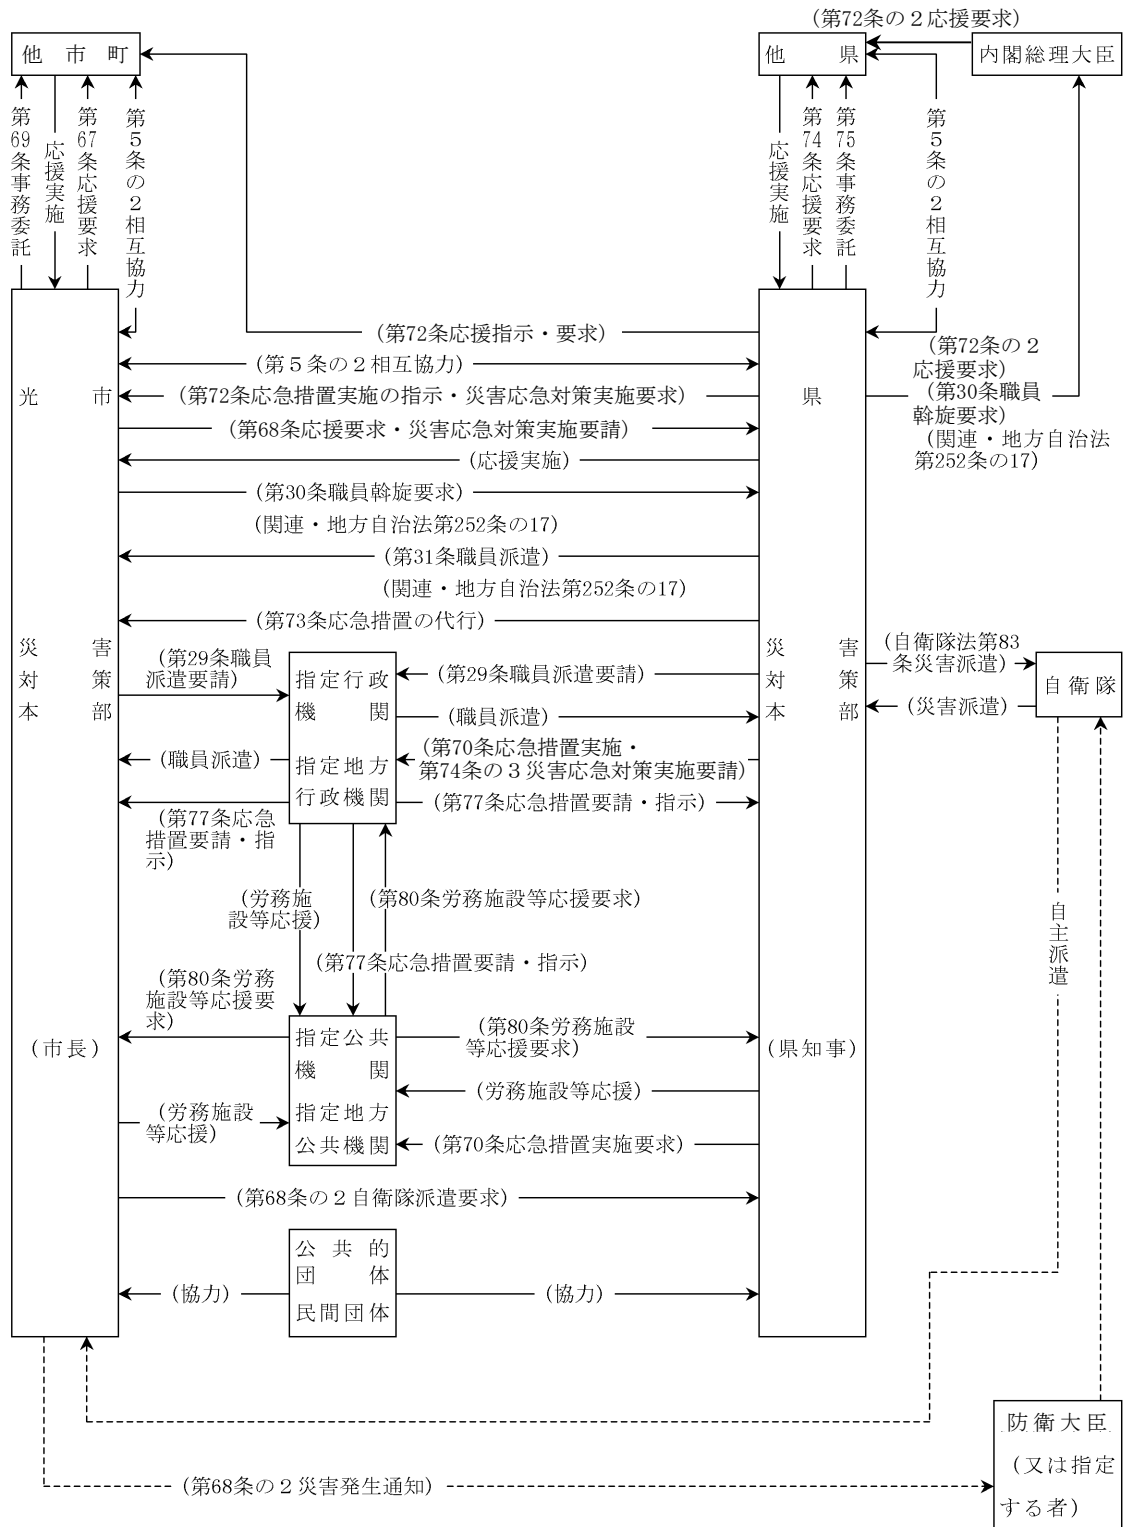 (第72条の２応援要求)
他市町
他県
内閣総理大臣
第69条事務委託
応援実施
第67条応援要求
第５条の２相互協力
応援実施
第74条応援要求
第75条事務委託
第５条の２相互協力
(第72条応援指示・要求)
(第５条の２相互協力)
(第72条の２
応援要求)
(第30条職員
斡旋要求)
(関連・地方自治法
第252条の17)
光市
(第72条応急措置実施の指示・災害応急対策実施要求)
県
(第68条応援要求・災害応急対策実施要請)
(応援実施)
(第30条職員斡旋要求)
(関連・地方自治法第252条の17)
(第31条職員派遣)
(関連・地方自治法第252条の17)
(第73条応急措置の代行)
災害
対策
本部
災害
対策
本部
(自衛隊法第83
条災害派遣)
自衛隊
(災害派遣)
(第29条職員
派遣要請)
指定行政
機関
指定地方
行政機関
(第29条職員派遣要請)
(職員派遣)
(職員派遣)
(第70条応急措置実施・
第74条の３災害応急対策実施要請)
(第77条応急措置要請・指示)
(第77条応急
措置要請・指
示)
(労務施
設等応援)
(第80条労務施設等応援要求)
自主派遣
(第77条応急措置要請・指示)
(第80条労務
施設等応援要
求)
(市長)
指定公共
機関
指定地方
公共機関
(第80条労務施設
等応援要求)
(県知事)
(労務施設等応援)
(労務施設
等応援)
(第70条応急措置実施要求)
(第68条の２自衛隊派遣要求)
公共的
団体
民間団体
(協力)
(協力)
防衛大臣
(又は指定
する者)
(第68条の２災害発生通知)